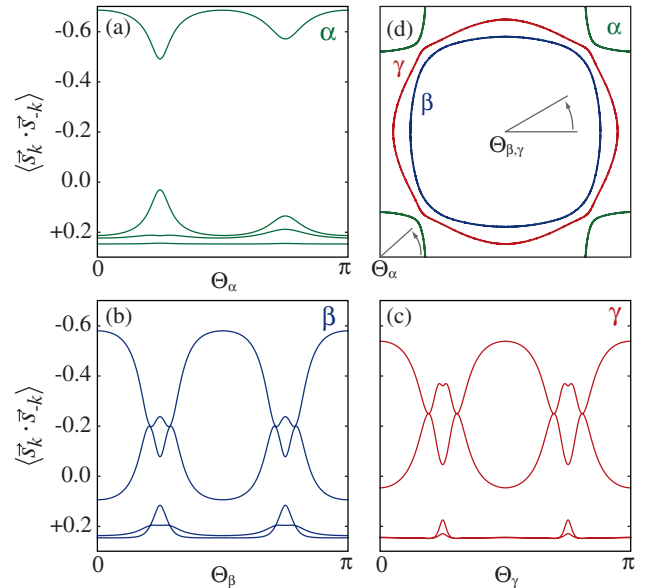 (a)
α
-0.6
-0.4
-0.2
0.0
+0.2
⟨s⃗k · s⃗-k⟩
0
Θα
π
(d)
α
γ
β
Θβ,γ
Θα
(b)
β
-0.6
-0.4
-0.2
0.0
+0.2
⟨s⃗k · s⃗-k⟩
0
Θβ
π
(c)
γ
0
Θγ
π